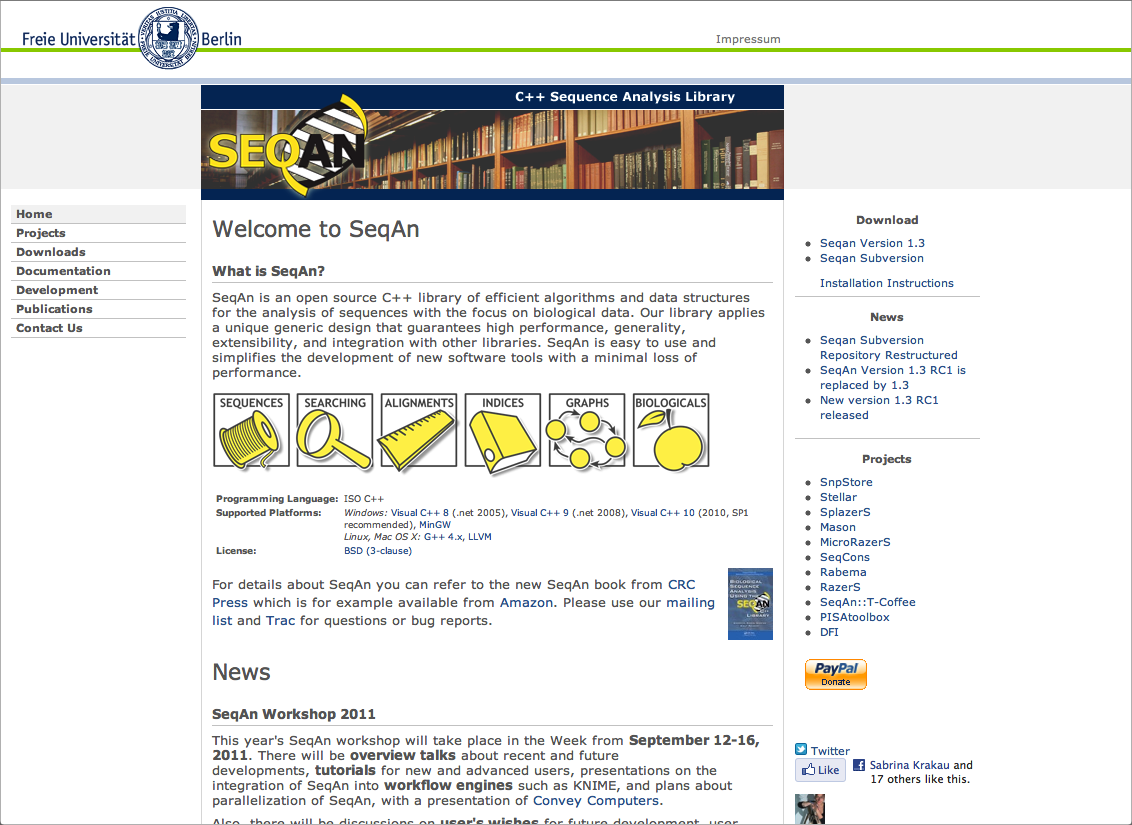 Freie Universität Berlin
Impressum
C++ Sequence Analysis Library
SEQAN
Home
Projects
Downloads
Documentation
Development
Publications
Contact Us
Welcome to SeqAn
What is SeqAn?
SeqAn is an open source C++ library of efficient algorithms and data structures
for the analysis of sequences with the focus on biological data. Our library applies
a unique generic design that guarantees high performance, generality,
extensibility, and integration with other libraries. SeqAn is easy to use and
simplifies the development of new software tools with a minimal loss of
performance.
SEQUENCES SEARCHING ALIGNMENTS INDICES GRAPHS BIOLOGICALS
Programming Language: ISO C++
Supported Platforms: Windows: Visual C++ 8 (.net 2005), Visual C++ 9 (.net 2008), Visual C++ 10 (2010, SP1
recommended), MinGW
Linux, Mac OS X: G++ 4.x, LLVM
License: BSD (3-clause)
For details about SeqAn you can refer to the new SeqAn book from CRC
Press which is for example available from Amazon. Please use our mailing
list and Trac for questions or bug reports.
BIOLOGICAL
SEQUENCE
ANALYSIS
USING THE
SEQAN
LIBRARY
News
SeqAn Workshop 2011
This year's SeqAn workshop will take place in the Week from September 12-16,
2011. There will be overview talks about recent and future
developments, tutorials for new and advanced users, presentations on the
integration of SeqAn into workflow engines such as KNIME, and plans about
parallelization of SeqAn, with a presentation of Convey Computers.
Also, there will be discussions on user's wishes for future development, user
Download
Seqan Version 1.3
Seqan Subversion
Installation Instructions
News
Seqan Subversion
Repository Restructured
SeqAn Version 1.3 RC1 is
replaced by 1.3
New version 1.3 RC1
released
Projects
SnpStore
Stellar
SplazerS
Mason
MicroRazerS
SeqCons
Rabema
RazerS
SeqAn::T-Coffee
PISAtoolbox
DFI
PayPal
Donate
Twitter
Like
Sabrina Krakau and
17 others like this.